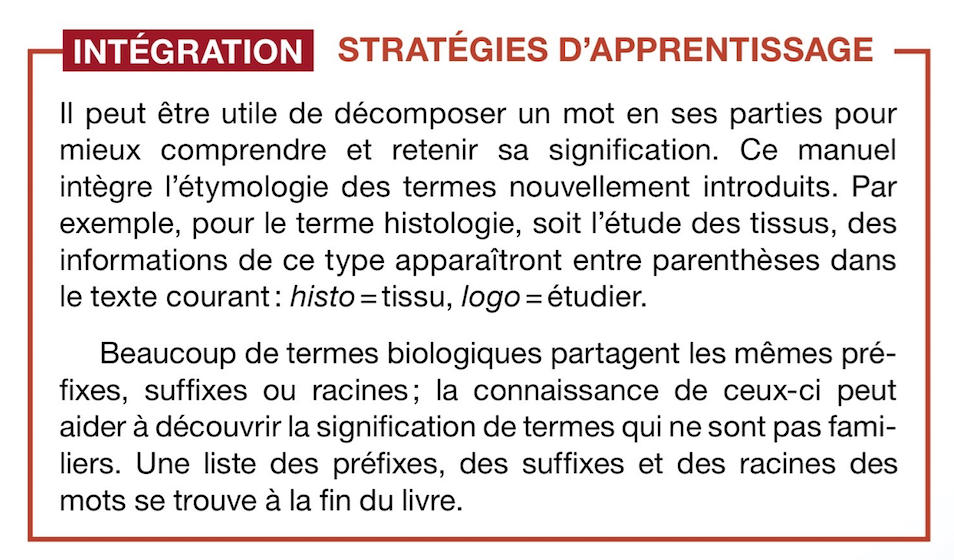 INTÉGRATION STRATÉGIES D’APPRENTISSAGE
Il peut être utile de décomposer un mot en ses parties pour
mieux comprendre et retenir sa signification. Ce manuel
intègre l’étymologie des termes nouvellement introduits. Par
exemple, pour le terme histologie, soit l’étude des tissus, des
informations de ce type apparaîtront entre parenthèses dans
le texte courant : histo = tissu, logo = étudier.
Beaucoup de termes biologiques partagent les mêmes pré-
fixes, suffixes ou racines ; la connaissance de ceux-ci peut
aider à découvrir la signification de termes qui ne sont pas fami-
liers. Une liste des préfixes, des suffixes et des racines des
mots se trouve à la fin du livre.